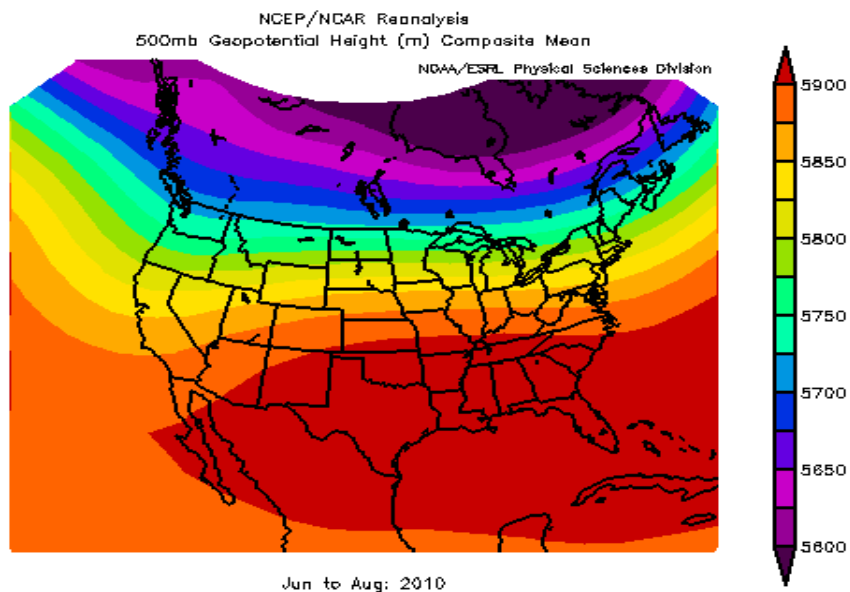 NCEP/NCAR Reanalysis
500mb Geopotential Height (m) Composite Mean
NOAA/ESRL Physical Sciences Division
5900
5850
5800
5750
5700
5650
5600
Jun to Aug: 2010